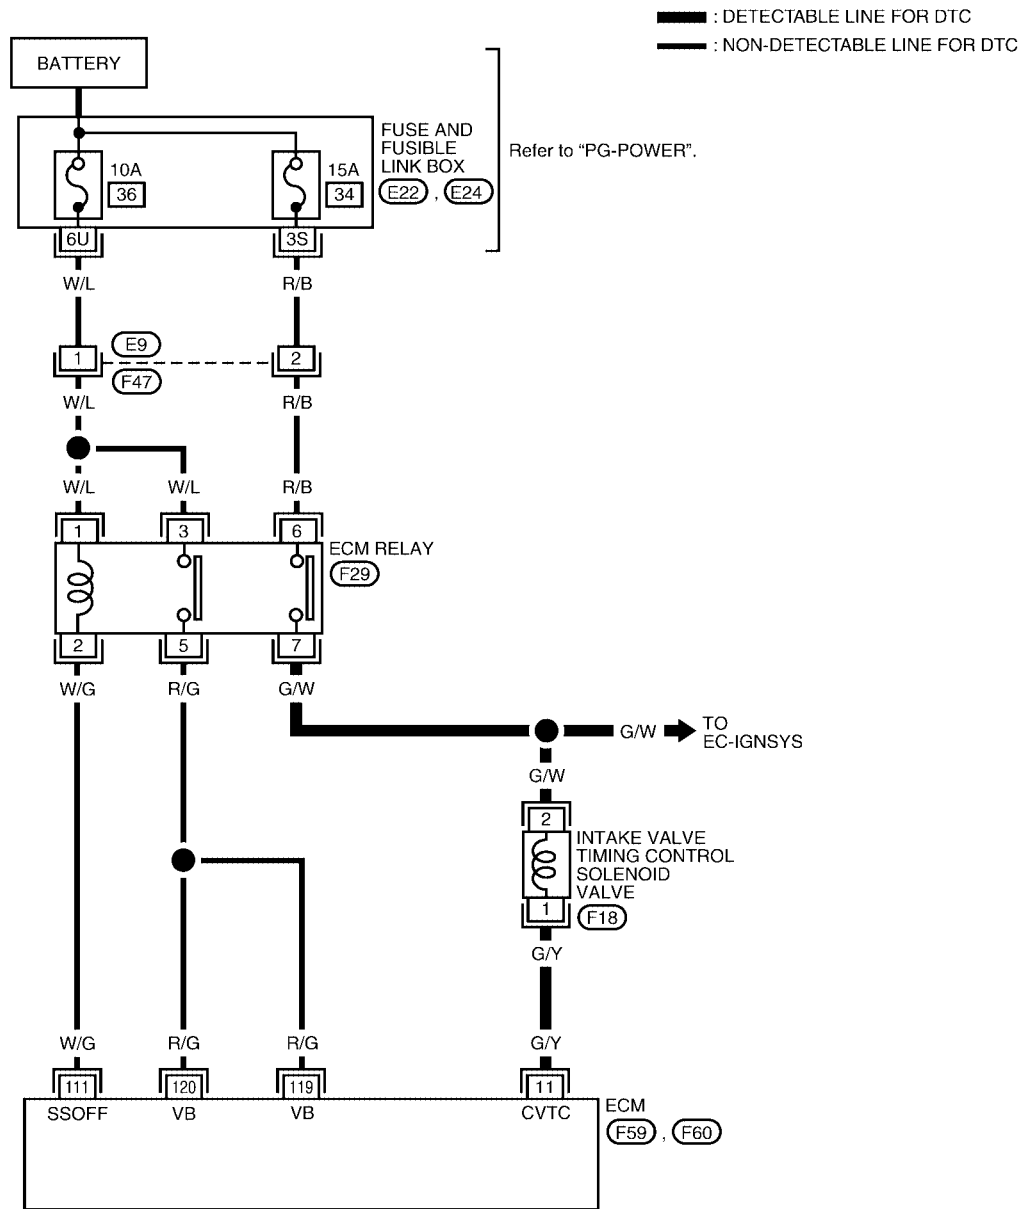 : DETECTABLE LINE FOR DTC
: NON-DETECTABLE LINE FOR DTC
BATTERY
FUSE AND
FUSIBLE
LINK BOX
E22 , E24
Refer to "PG-POWER".
10A
36
15A
34
6U
3S
W/L
R/B
1
E9
2
F47
W/L
R/B
W/L
W/L
R/B
1
3
6
ECM RELAY
F29
2
5
7
W/G
R/G
G/W
G/W
TO
EC-IGNSYS
G/W
2
INTAKE VALVE
TIMING CONTROL
SOLENOID
VALVE
1
F18
G/Y
W/G
R/G
R/G
G/Y
111
120
119
11
SSOFF
VB
VB
CVTC
ECM
F59 , F60